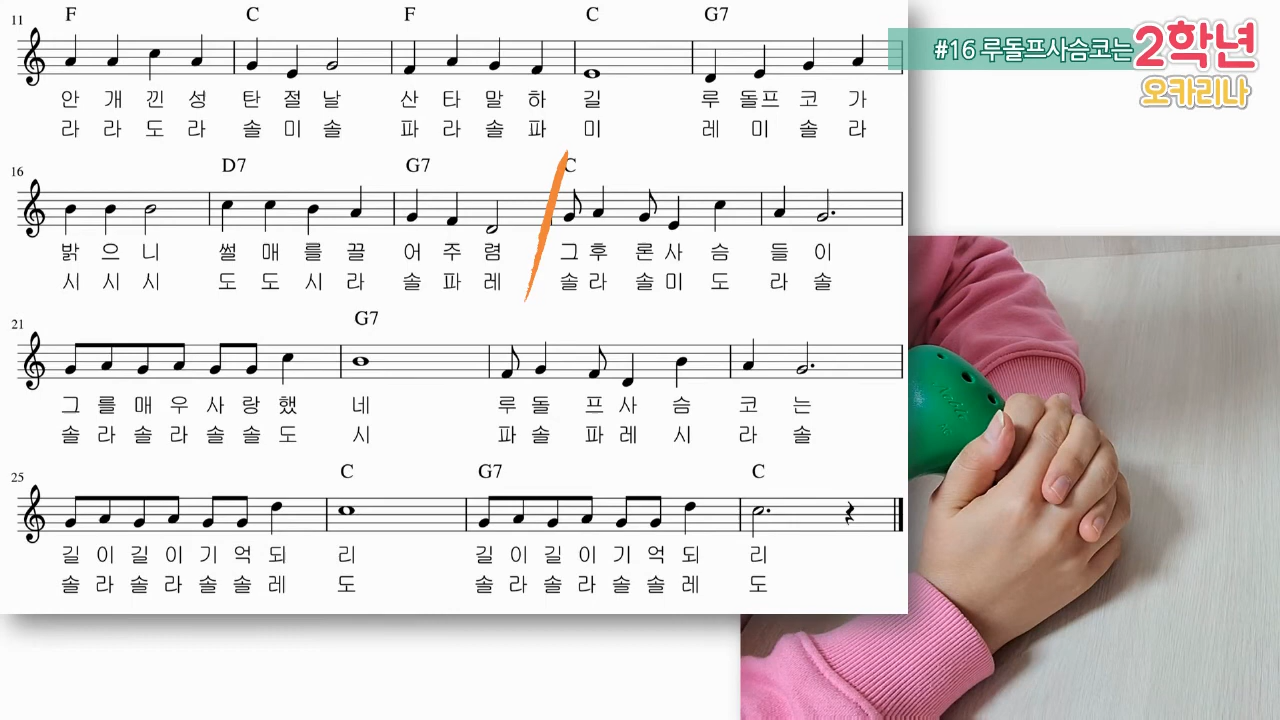 #16 루돌프사슴코는
2학년
오카리나
11 F C F C G7
안 개 낀 성 탄 절 날 산 타 말 하 길 루 돌프 코 가
라 라 도 라 솔 미 솔 파 라 솔 파 미 레 미 솔 라
16 D7 G7 C
밝 으 니 썰 매 를 끌 어 주 렴 그 후 론 사 슴 들 이
시 시 시 도 도 시 라 솔 파 레 솔 라 솔 미 도 라 솔
21 G7
그 를 매 우 사 랑 했 네 루 돌 프 사 슴 코 는
솔 라 솔 라 솔 솔 도 시 파 솔 파 레 시 라 솔
25 C G7 C
길 이 길 이 기 억 되 리 길 이 길 이 기 억 되 리
솔 라 솔 라 솔 솔 레 도 솔 라 솔 라 솔 솔 레 도